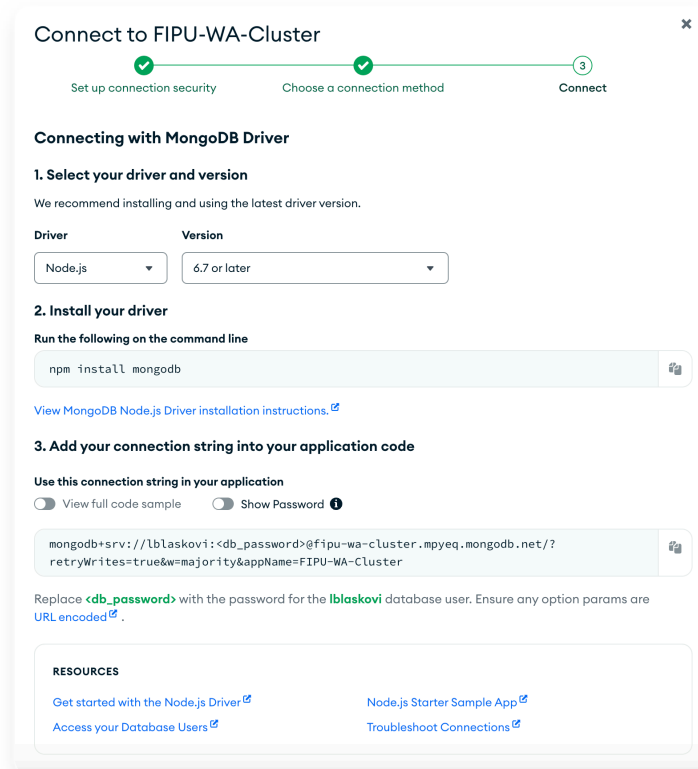 Connect to FIPU-WA-Cluster
Set up connection security
Choose a connection method
3
Connect
Connecting with MongoDB Driver
1. Select your driver and version
We recommend installing and using the latest driver version.
Driver
Version
Node.js
6.7 or later
2. Install your driver
Run the following on the command line
npm install mongodb
View MongoDB Node.js Driver installation instructions.
3. Add your connection string into your application code
Use this connection string in your application
View full code sample
Show Password
mongodb+srv://lblaskovi:<db_password>@fipu-wa-cluster.mpyeq.mongodb.net/?
retryWrites=true&w=majority&appName=FIPU-WA-Cluster
Replace <db_password> with the password for the lblaskovi database user. Ensure any option params are
URL encoded .
RESOURCES
Get started with the Node.js Driver
Node.js Starter Sample App
Access your Database Users
Troubleshoot Connections